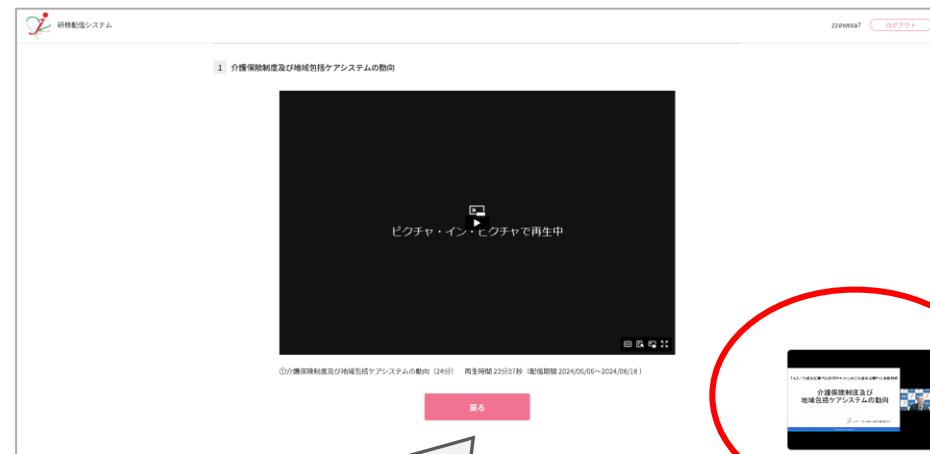 研修配信システム
ログアウト
1 介護保険制度及び地域包括ケアシステムの動向
ピクチャ・イン・ピクチャで再生中
①介護保険制度及び地域包括ケアシステムの動向（24分） 再生時間 23分37秒（配信期間 2024/06/06～2024/08/18）
戻る
介護保険制度及び
地域包括ケアシステムの動向